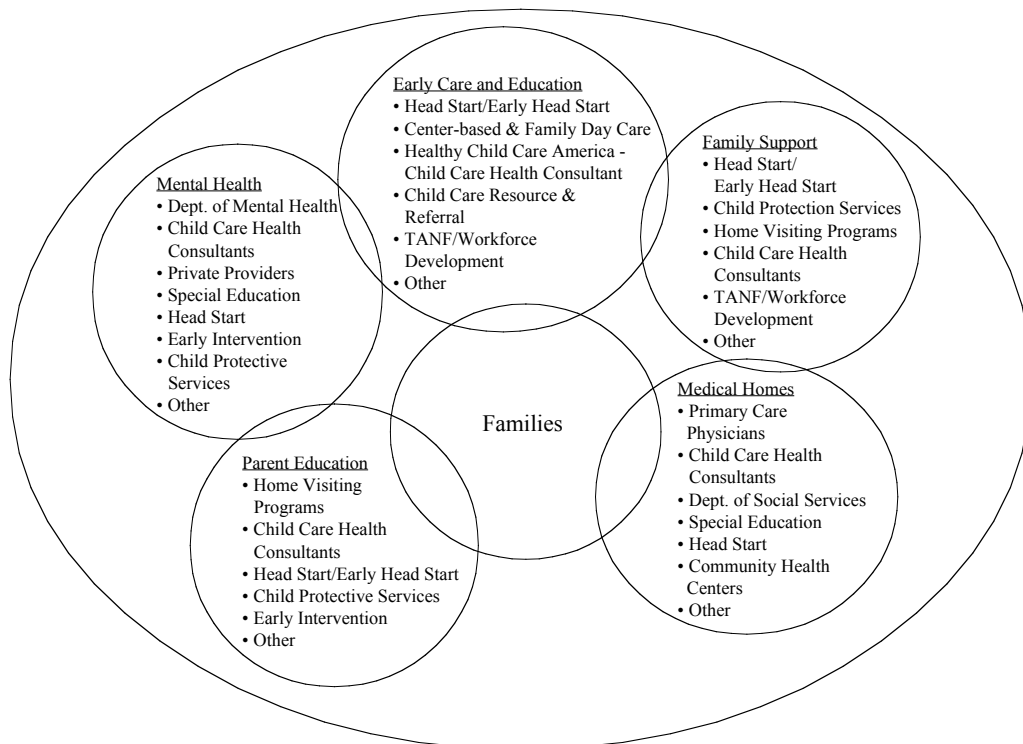 Early Care and Education
• Head Start/Early Head Start
• Center-based & Family Day Care
• Healthy Child Care America -
Child Care Health Consultant
• Child Care Resource &
Referral
• TANF/Workforce
Development
• Other
Family Support
• Head Start/
Early Head Start
• Child Protection Services
• Home Visiting Programs
• Child Care Health
Consultants
• TANF/Workforce
Development
• Other
Mental Health
• Dept. of Mental Health
• Child Care Health
Consultants
• Private Providers
• Special Education
• Head Start
• Early Intervention
• Child Protective
Services
• Other
Families
Medical Homes
• Primary Care
Physicians
• Child Care Health
Consultants
• Dept. of Social Services
• Special Education
• Head Start
• Community Health
Centers
• Other
Parent Education
• Home Visiting
Programs
• Child Care Health
Consultants
• Head Start/Early Head Start
• Child Protective Services
• Early Intervention
• Other